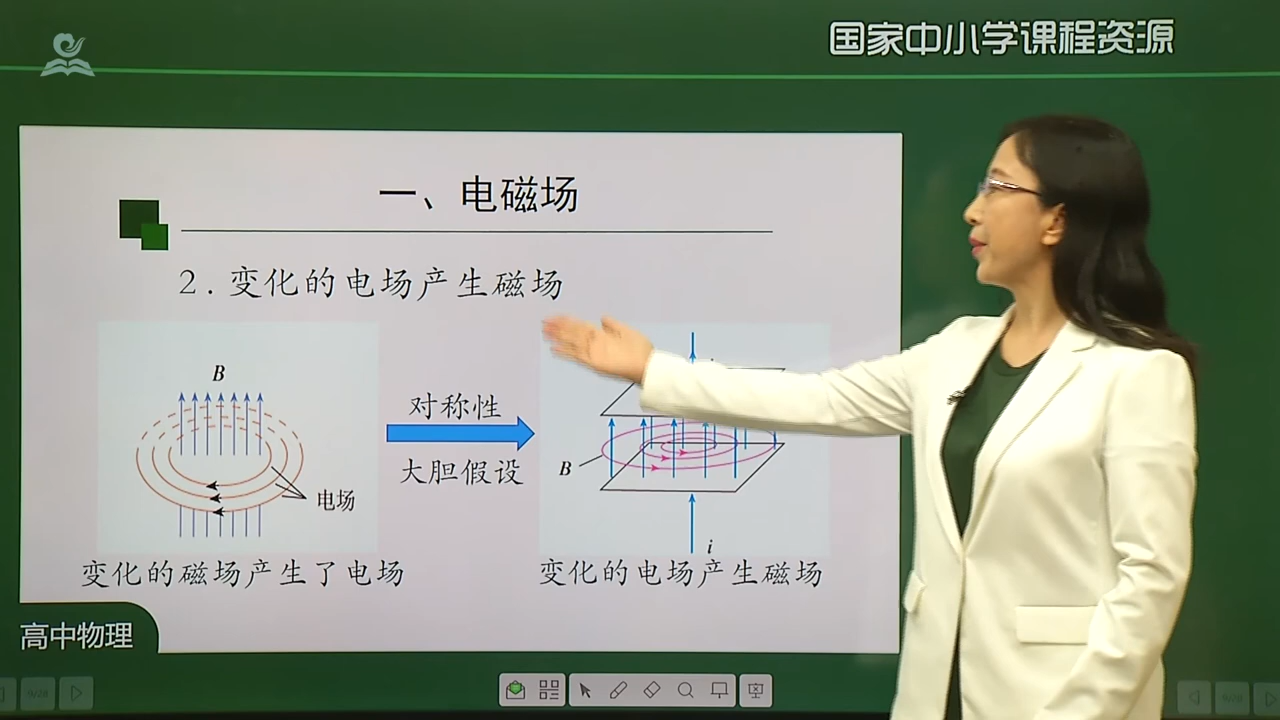 国家中小学课程资源
一、电磁场
2.变化的电场产生磁场
B
对称性
大胆假设
电场
B
i
变化的磁场产生了电场
变化的电场产生磁场
高中物理